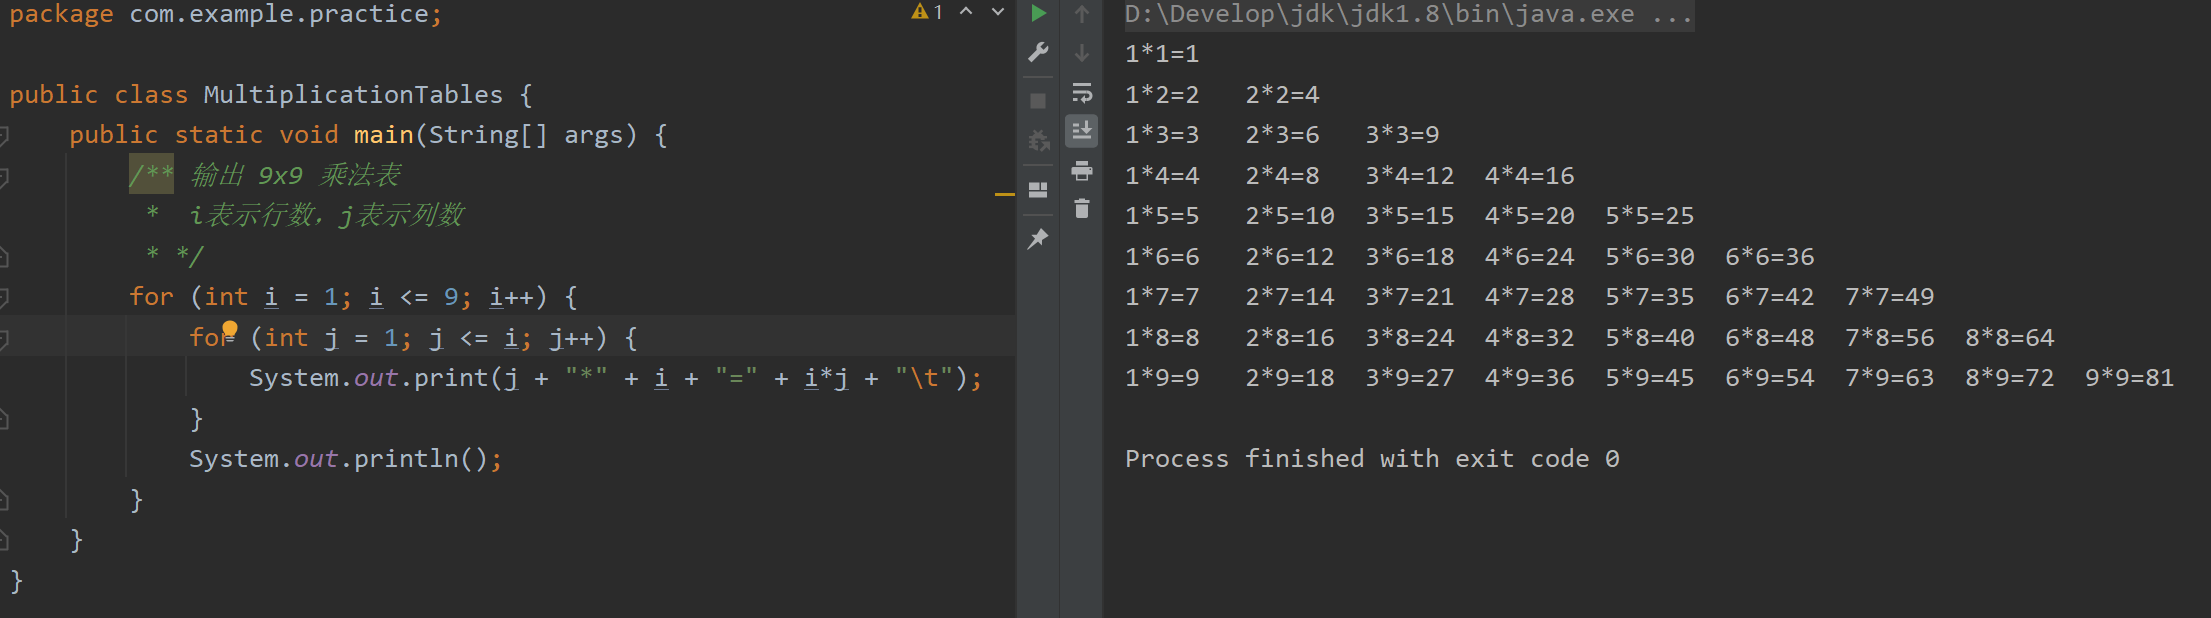 package com.example.practice;
1
public class MultiplicationTables {
public static void main(String[] args) {
/** 输出 9x9 乘法表
* i表示行数，j表示列数
* */
for (int i = 1; i <= 9; i++) {
for (int j = 1; j <= i; j++) {
System.out.print(j + "*" + i + "=" + i*j + "\t");
}
System.out.println();
}
}
}
D:\Develop\jdk\jdk1.8\bin\java.exe ...
1*1=1
1*2=2 2*2=4
1*3=3 2*3=6 3*3=9
1*4=4 2*4=8 3*4=12 4*4=16
1*5=5 2*5=10 3*5=15 4*5=20 5*5=25
1*6=6 2*6=12 3*6=18 4*6=24 5*6=30 6*6=36
1*7=7 2*7=14 3*7=21 4*7=28 5*7=35 6*7=42 7*7=49
1*8=8 2*8=16 3*8=24 4*8=32 5*8=40 6*8=48 7*8=56 8*8=64
1*9=9 2*9=18 3*9=27 4*9=36 5*9=45 6*9=54 7*9=63 8*9=72 9*9=81
Process finished with exit code 0